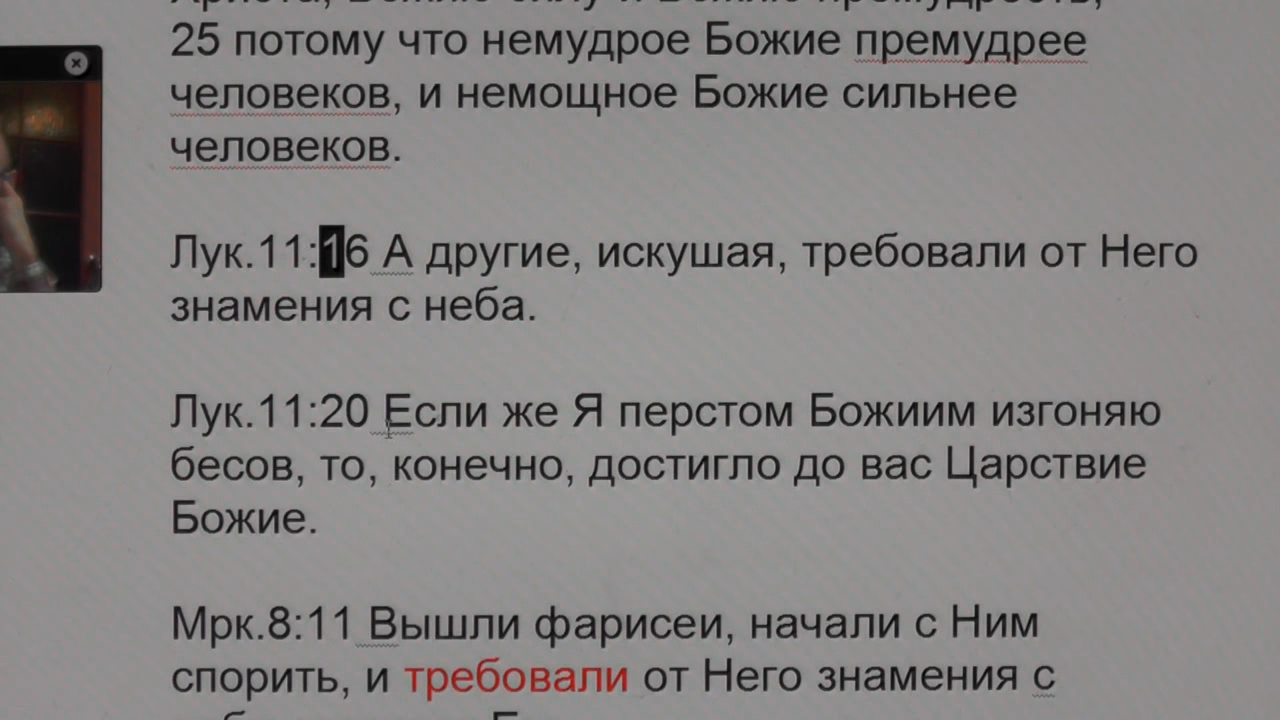 25 потому что немудрое Божие премудрее
человеков, и немощное Божие сильнее
человеков.
Лук.11:16 А другие, искушая, требовали от Него
знамения с неба.
Лук.11:20 Если же Я перстом Божиим изгоняю
бесов, то, конечно, достигло до вас Царствие
Божие.
Мрк.8:11 Вышли фарисеи, начали с Ним
спорить, и требовали от Него знамения с